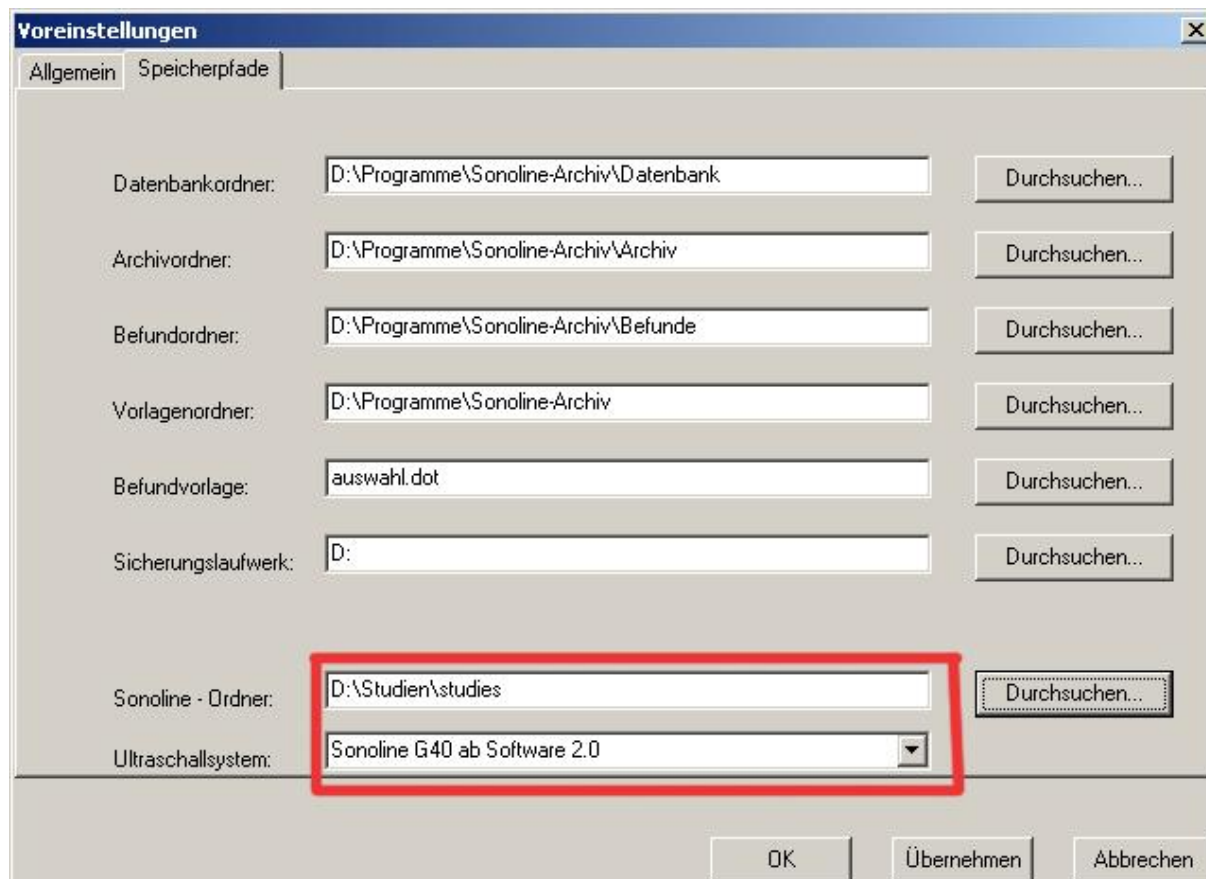 Voreinstellungen
Allgemein Speicherpfade
Datenbankordner: D:\Programme\Sonoline-Archiv\Datenbank Durchsuchen...
Archivordner: D:\Programme\Sonoline-Archiv\Archiv Durchsuchen...
Befundordner: D:\Programme\Sonoline-Archiv\Befunde Durchsuchen...
Vorlagenordner: D:\Programme\Sonoline-Archiv Durchsuchen...
Befundvorlage: auswahl.dot Durchsuchen...
Sicherungslaufwerk: D: Durchsuchen...
Sonoline - Ordner: D:\Studien\studies Durchsuchen...
Ultraschallsystem: Sonoline G40 ab Software 2.0
OK Übernehmen Abbrechen